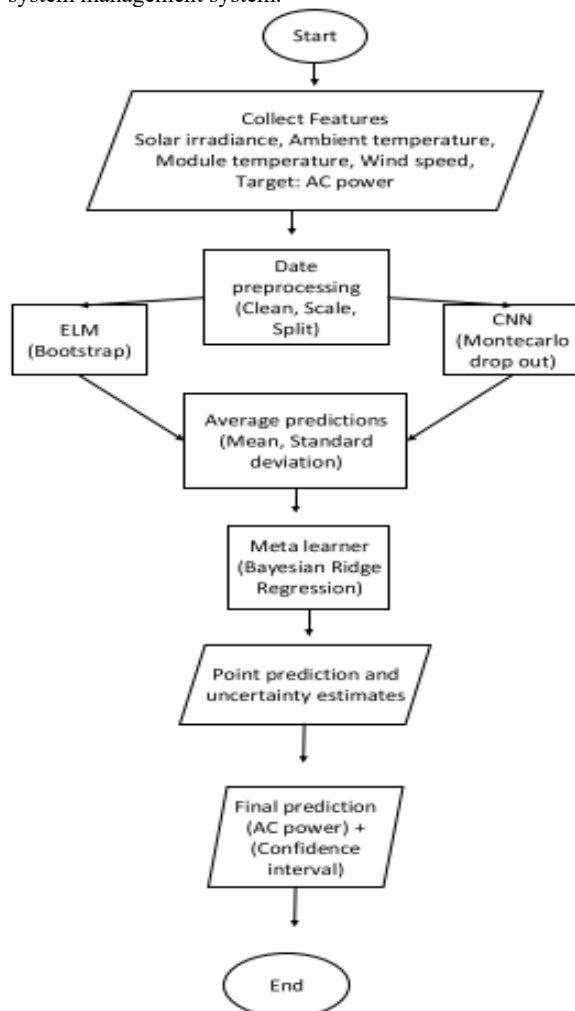 system management system.
Start
Collect Features
Solar irradiance, Ambient temperature,
Module temperature, Wind speed,
Target: AC power
Date
preprocessing
(Clean, Scale,
Split)
ELM
(Bootstrap)
CNN
(Montecarlo
drop out)
Average predictions
(Mean, Standard
deviation)
Meta learner
(Bayesian Ridge
Regression)
Point prediction and
uncertainty estimates
Final prediction
(AC power) +
(Confidence
interval)
End